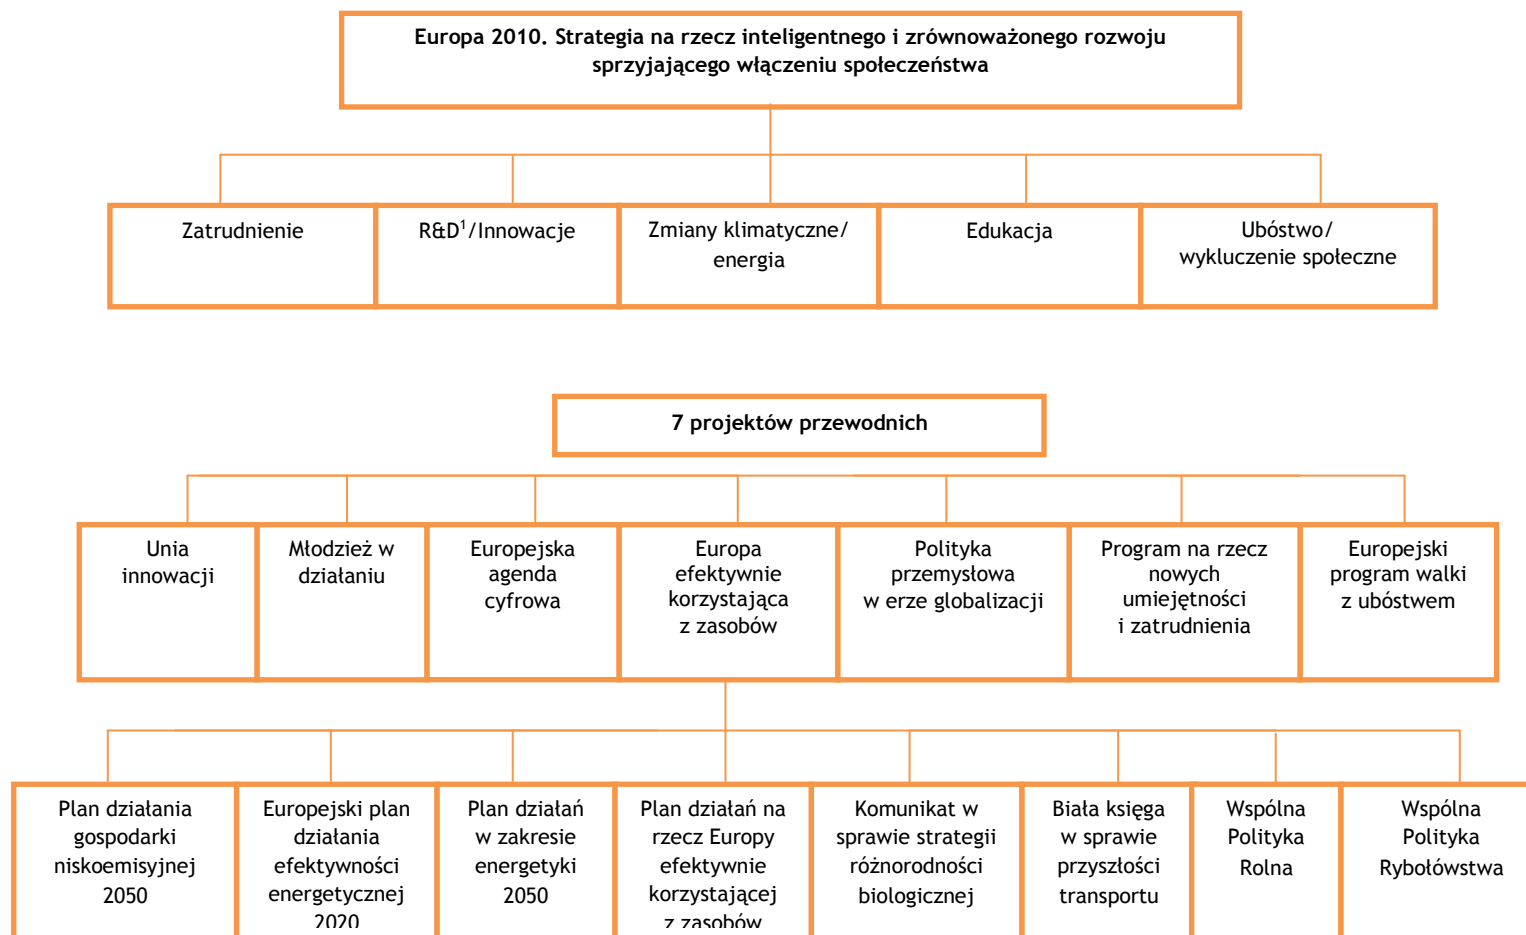 Europa 2010. Strategia na rzecz inteligentnego i zrównoważonego rozwoju
sprzyjającego włączeniu społeczeństwa
Zatrudnienie
R&D¹/Innowacje
Zmiany klimatyczne/
energia
Edukacja
Ubóstwo/
wykluczenie społeczne
7 projektów przewodnich
Unia
innowacji
Młodzież w
działaniu
Europejska
agenda
cyfrowa
Europa
efektywnie
korzystająca
z zasobów
Polityka
przemysłowa
w erze globalizacji
Program na rzecz
nowych
umiejętności
i zatrudnienia
Europejski
program walki
z ubóstwem
Plan działania
gospodarki
niskoemisyjnej
2050
Europejski plan
działania
efektywności
energetycznej
2020
Plan działań
w zakresie
energetyki
2050
Plan działań na
rzecz Europy
efektywnie
korzystającej
z zasobów
Komunikat w
sprawie strategii
różnorodności
biologicznej
Biała księga
w sprawie
przyszłości
transportu
Wspólna
Polityka
Rolna
Wspólna
Polityka
Rybołówstwa